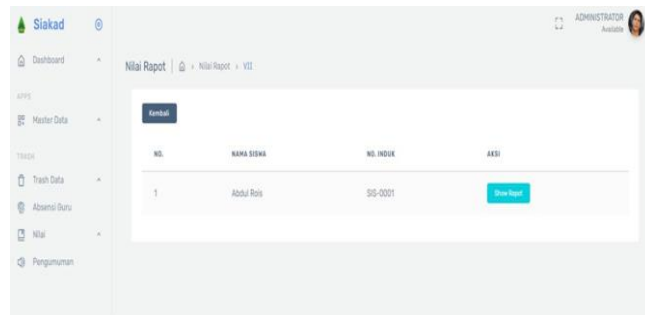 Siakad
ADMINISTRATOR
Available
Dashboard
Nilai Rapot | Nilai Rapot VII
APPS
Master Data
Kembali
NO. NAMA SISWA NO. INDUK AKSI
TRASH
Trash Data
1 Abdul Rois SIS-0001 Show Rapot
Absensi Guru
Nilai
Pengumuman